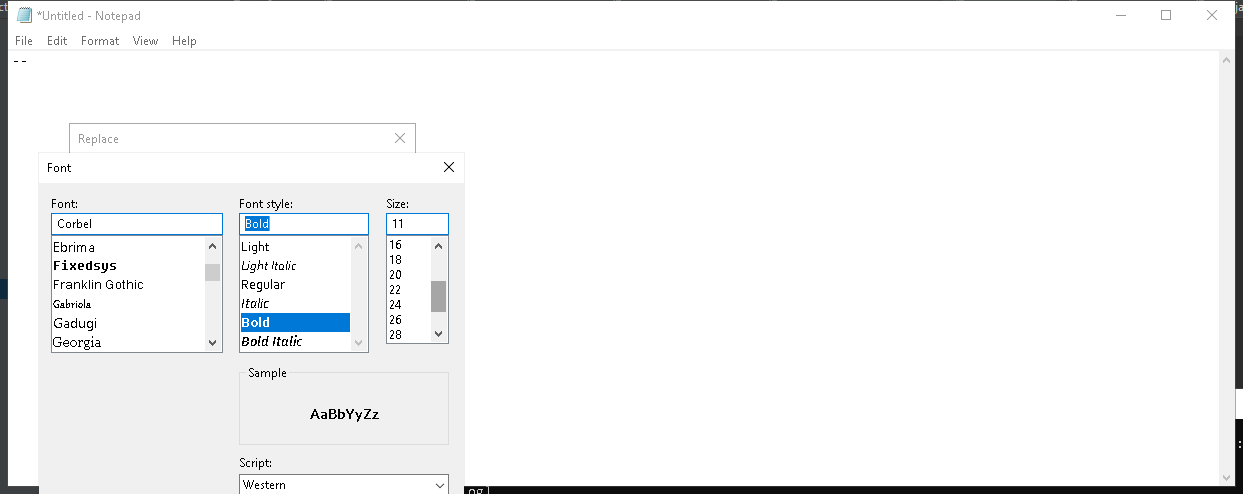 *Untitled - Notepad
File Edit Format View Help
--
Replace
Font
Font: Font style: Size:
Corbel Bold 11
Ebrima Light 16
Fixedsys Light Italic 18
Franklin Gothic Regular 20
Gabriola Italic 22
Gadugi Bold 24
Georgia Bold Italic 26
28
Sample
AaBbYyZz
Script:
Western